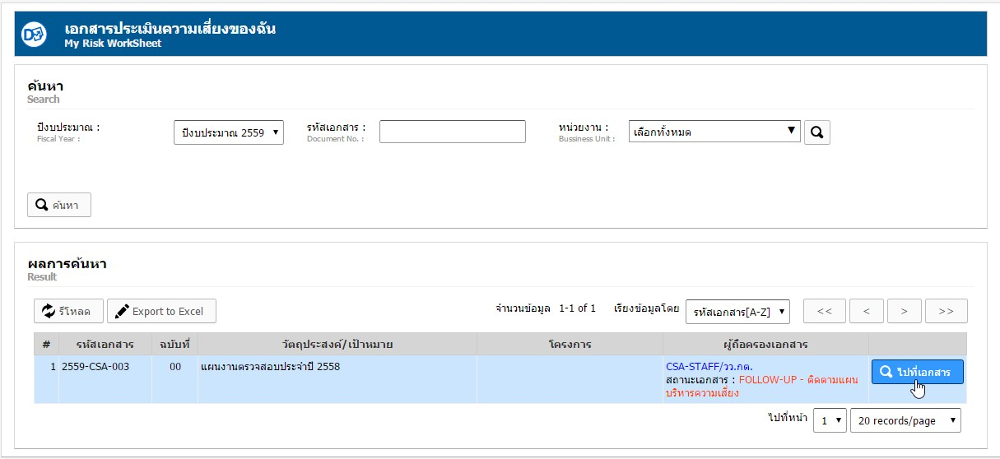 เอกสารประเมินความเสี่ยงของฉัน
My Risk WorkSheet
ค้นหา
Search
ปีงบประมาณ : ปีงบประมาณ 2559 รหัสเอกสาร : หน่วยงาน : เลือกทั้งหมด
Fiscal Year : Document No. : Bussiness Unit :
ค้นหา
ผลการค้นหา
Result
รีโหลด Export to Excel จำนวนข้อมูล 1-1 of 1 เรียงข้อมูลโดย รหัสเอกสาร[A-Z] << < > >>
# รหัสเอกสาร ฉบับที่ วัตถุประสงค์/เป้าหมาย โครงการ ผู้ถือครองเอกสาร
1 2559-CSA-003 00 แผนงานตรวจสอบประจำปี 2558 CSA-STAFF/วว.กต. ไปที่เอกสาร
สถานะเอกสาร : FOLLOW-UP - ติดตามแผน
บริหารความเสี่ยง
ไปที่หน้า 1 20 records/page